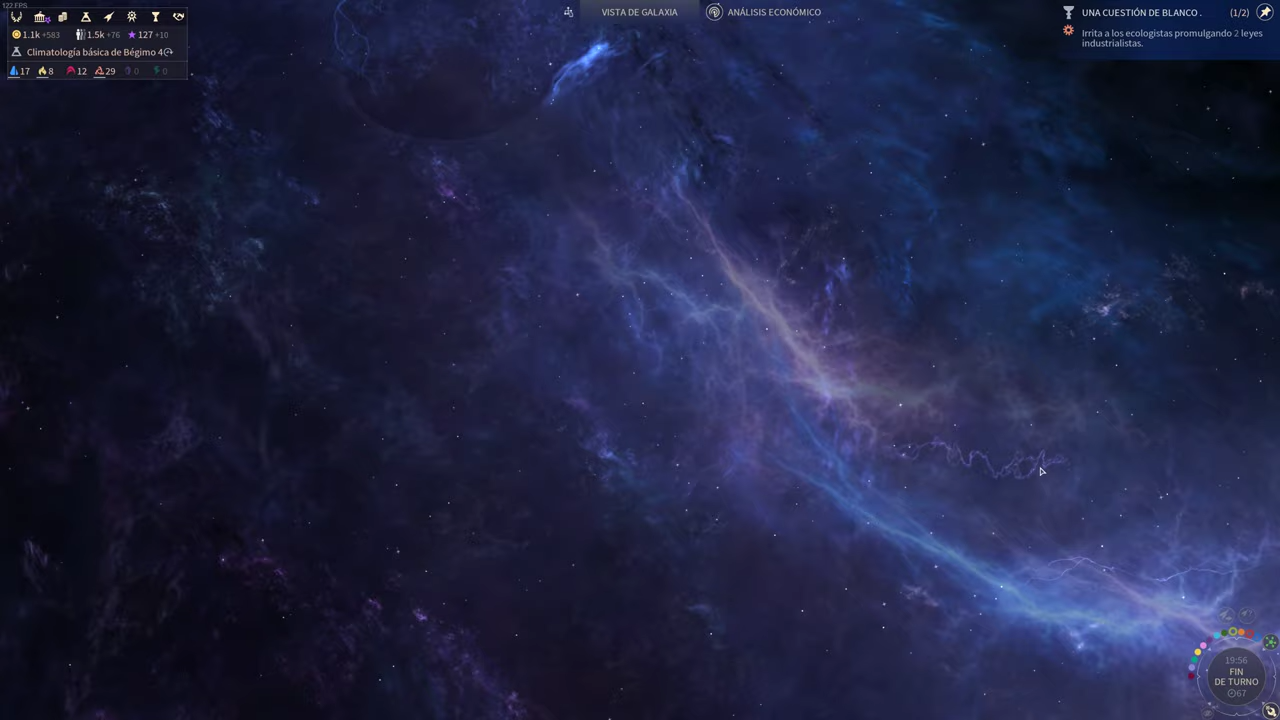 122 FPS
VISTA DE GALAXIA
ANÁLISIS ECONÓMICO
UNA CUESTIÓN DE BLANCO . (1/2)
Irrita a los ecologistas promulgando 2 leyes
industrialistas.
1.1k +583 1.5k +76 127 +10
Climatología básica de Bégimo 4
17 8 12 29 0 0
19:56
FIN
DE TURNO
67